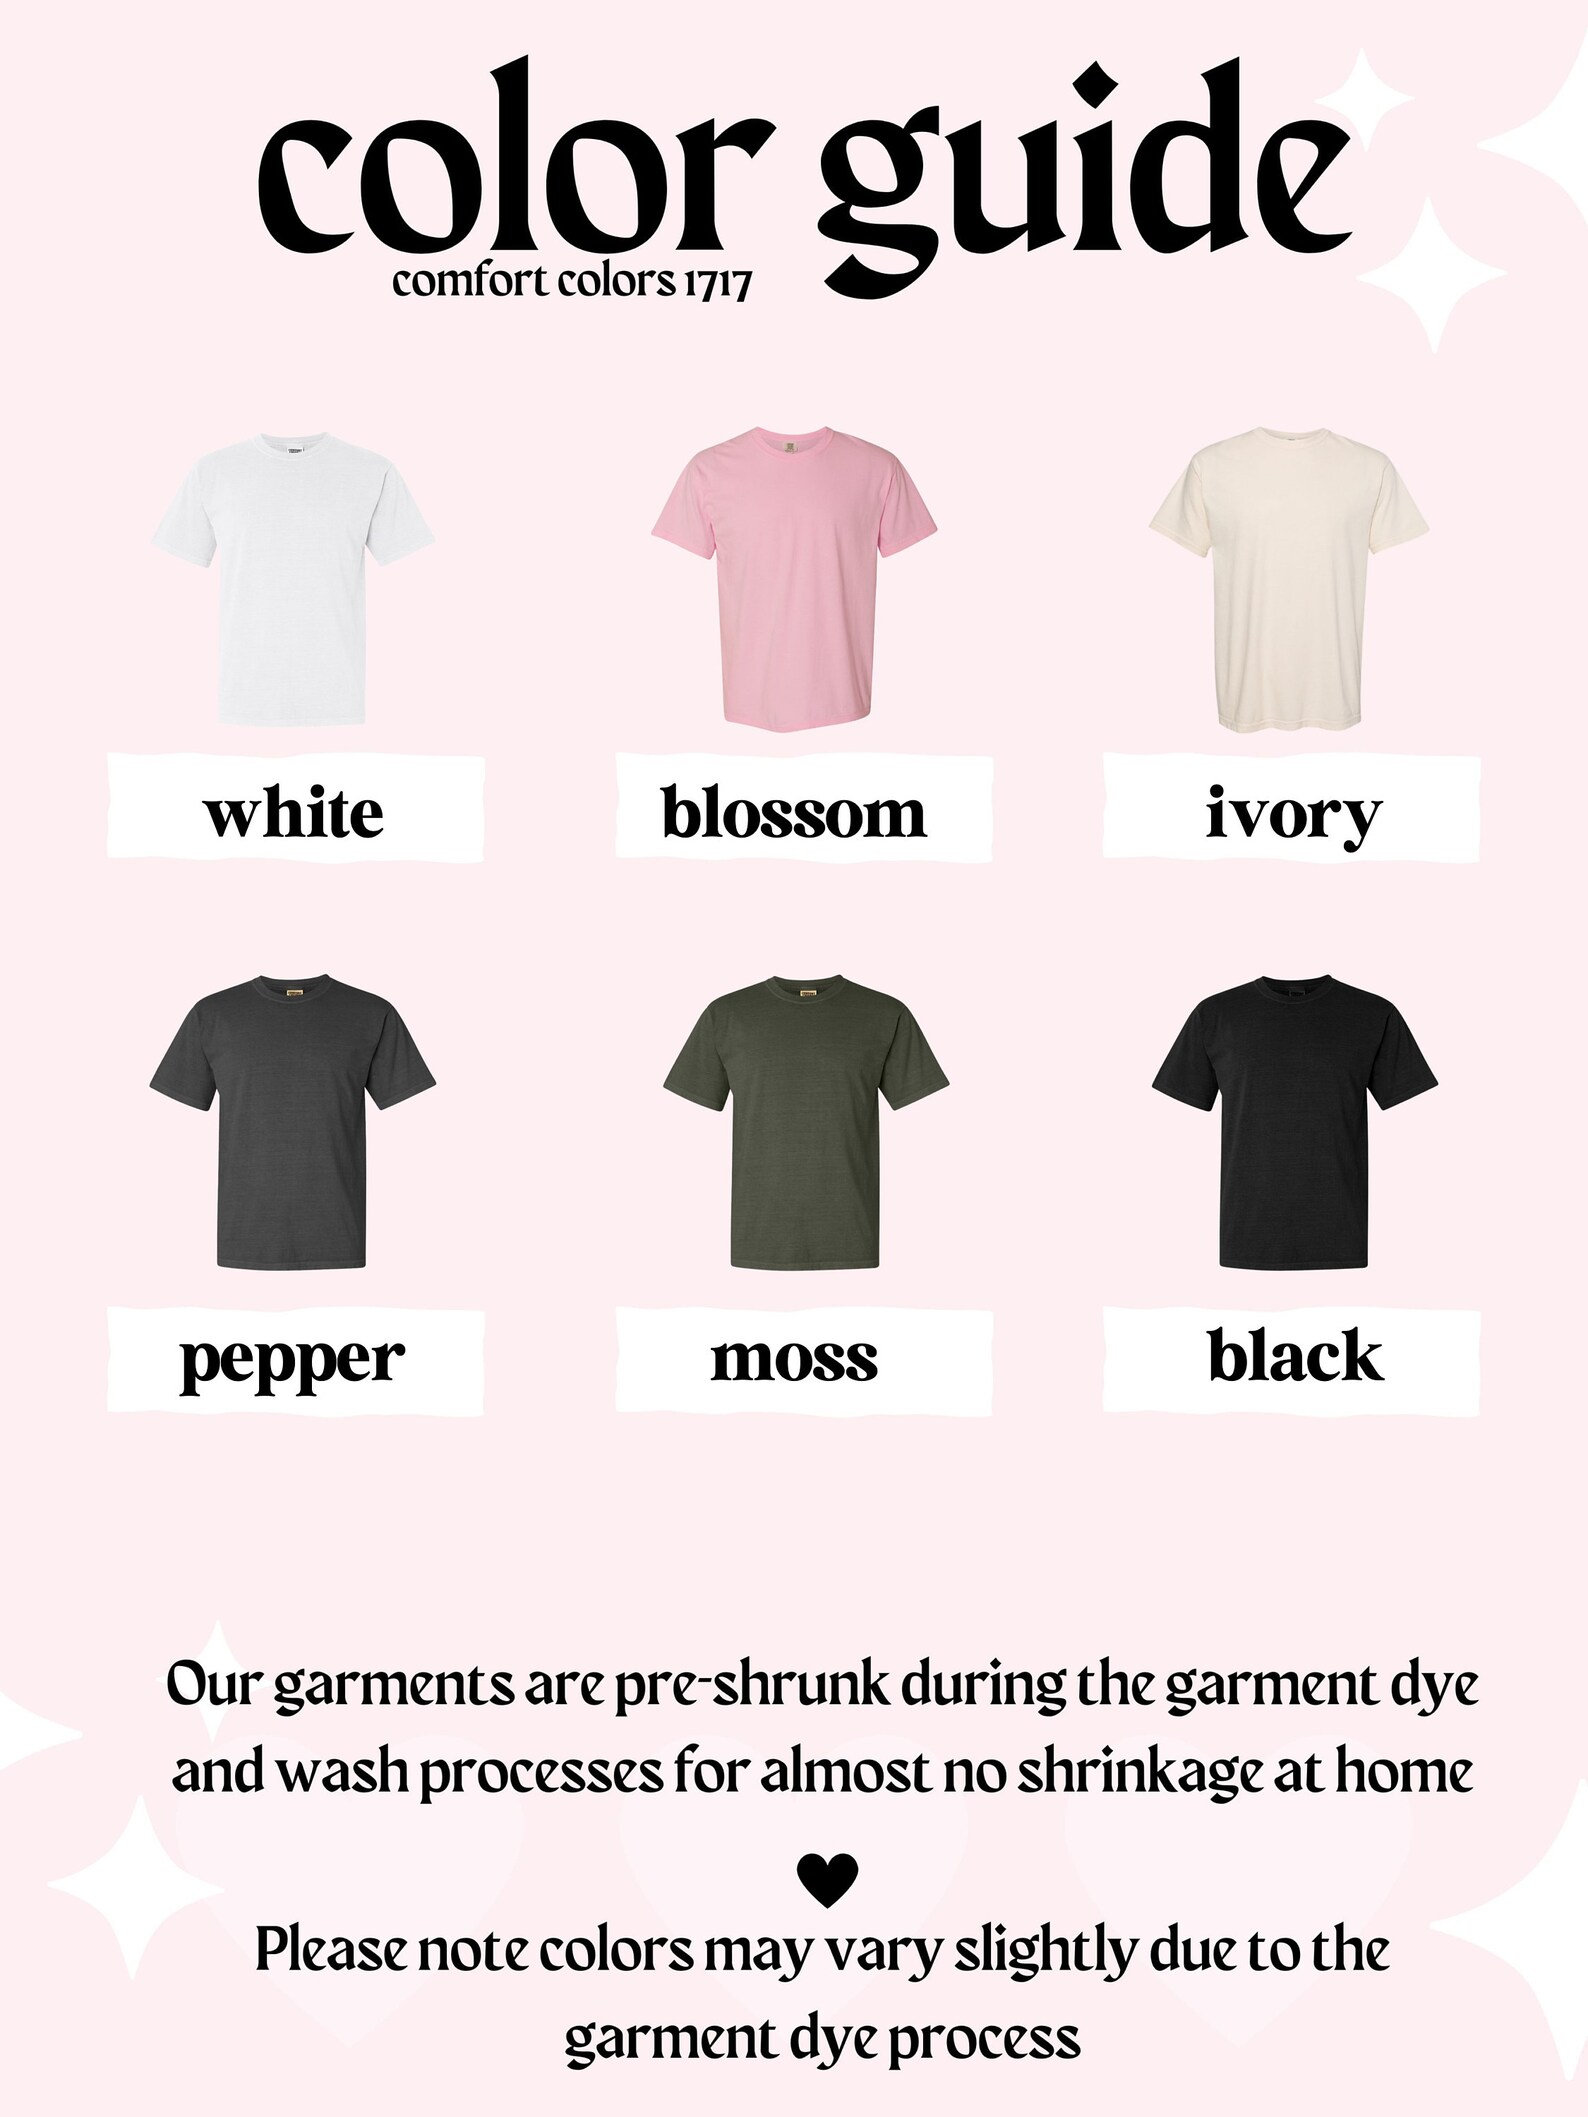 color guide
comfort colors 1717
white
blossom
ivory
pepper
moss
black
Our garments are pre-shrunk during the garment dye
and wash processes for almost no shrinkage at home
Please note colors may vary slightly due to the
garment dye process